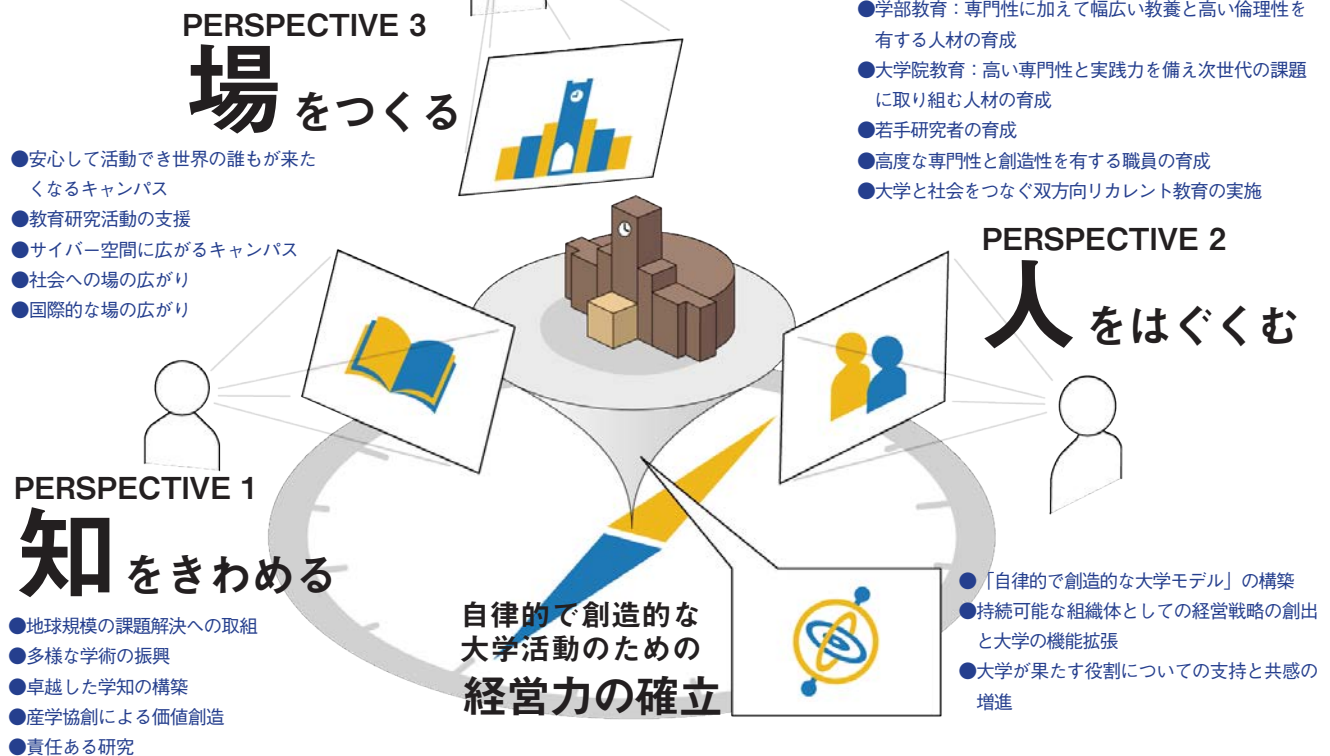 PERSPECTIVE 3
場をつくる
●安心して活動でき世界の誰もが来た
くなるキャンパス
●教育研究活動の支援
●サイバー空間に広がるキャンパス
●社会への場の広がり
●国際的な場の広がり
●学部教育：専門性に加えて幅広い教養と高い倫理性を
有する人材の育成
●大学院教育：高い専門性と実践力を備え次世代の課題
に取り組む人材の育成
●若手研究者の育成
●高度な専門性と創造性を有する職員の育成
●大学と社会をつなぐ双方向リカレント教育の実施
PERSPECTIVE 2
人をはぐくむ
PERSPECTIVE 1
知をきわめる
●地球規模の課題解決への取組
●多様な学術の振興
●卓越した学知の構築
●産学協創による価値創造
●責任ある研究
自律的で創造的な
大学活動のための
経営力の確立
●「自律的で創造的な大学モデル」の構築
●持続可能な組織体としての経営戦略の創出
と大学の機能拡張
●大学が果たす役割についての支持と共感の
増進